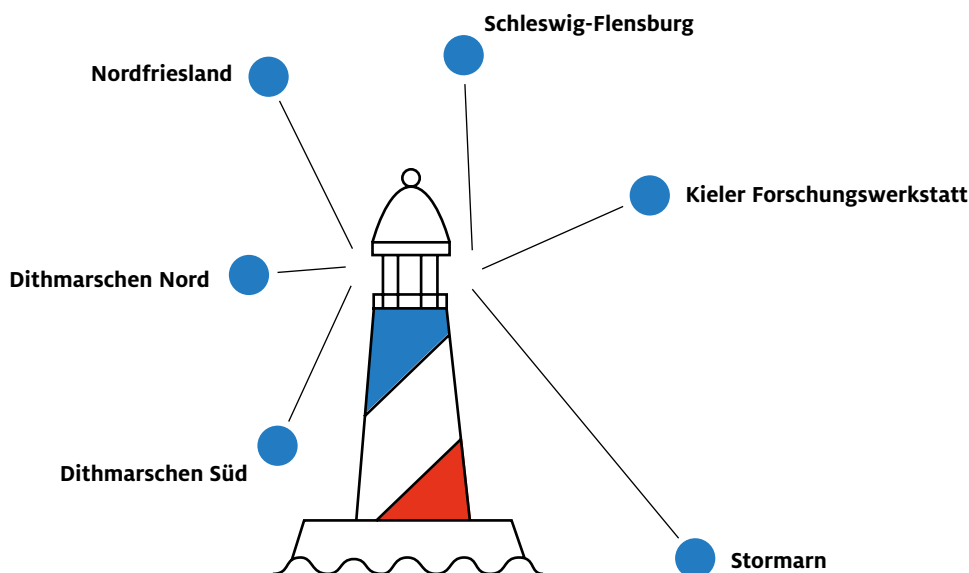 Schleswig-Flensburg
Nordfriesland
Kieler Forschungswerkstatt
Dithmarschen Nord
Dithmarschen Süd
Stormarn